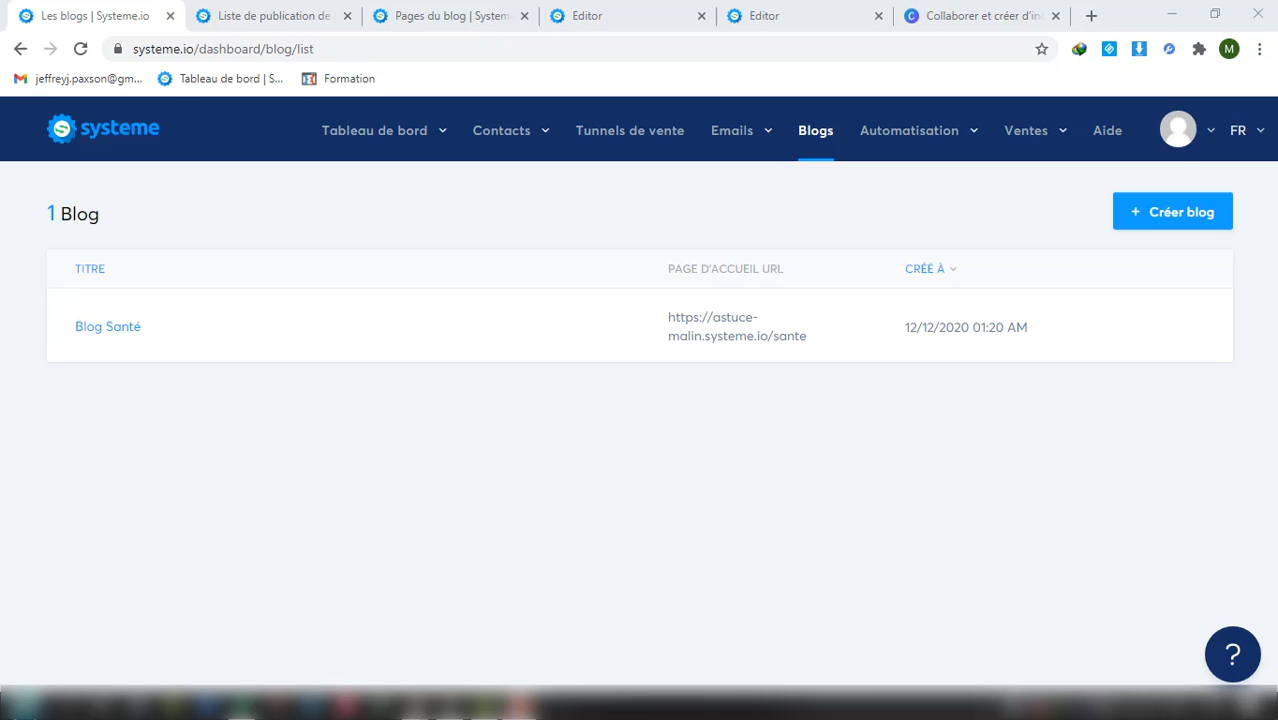 Les blogs | Systeme.io
Liste de publication de
Pages du blog | System
Editor
Editor
Collaborer et créer d'in
systeme.io/dashboard/blog/list
M
jeffreyj.paxson@gm...
Tableau de bord | S...
Formation
systeme
Tableau de bord
Contacts
Tunnels de vente
Emails
Blogs
Automatisation
Ventes
Aide
FR
1 Blog
+ Créer blog
TITRE
PAGE D'ACCUEIL URL
CRÉÉ À
Blog Santé
https://astuce-
malin.systeme.io/sante
12/12/2020 01:20 AM
?